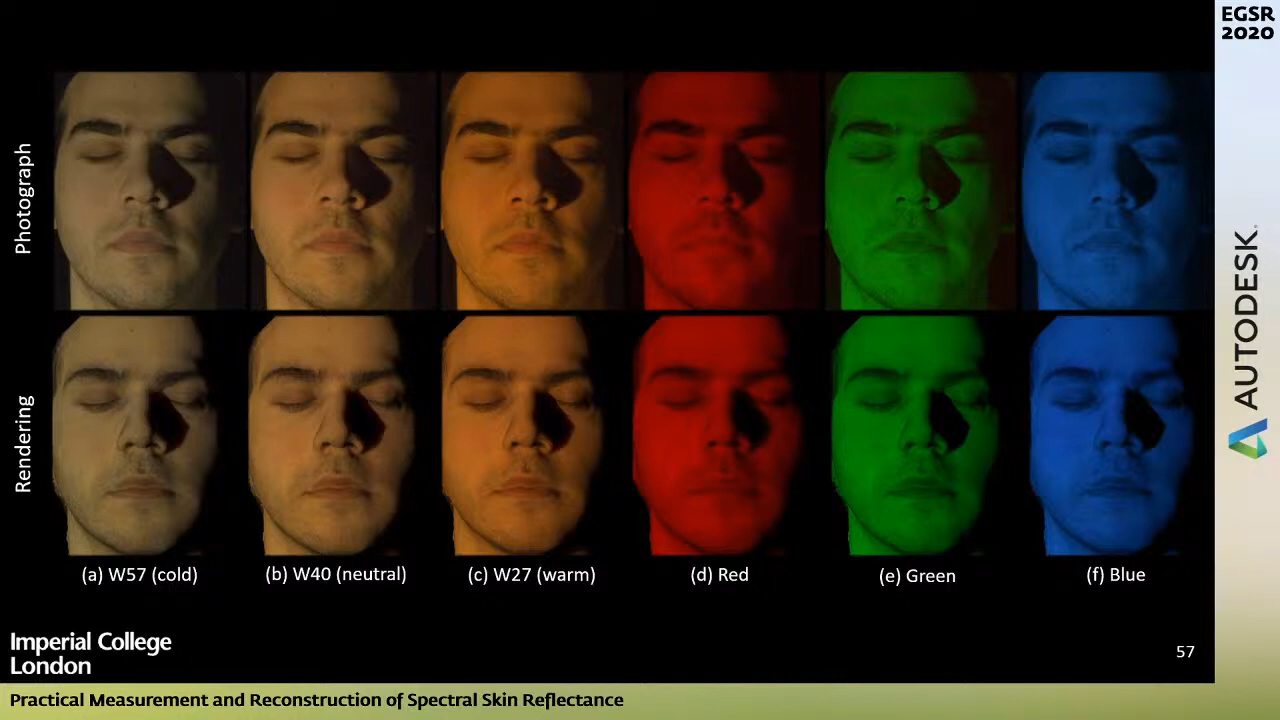 EGSR
2020
Photograph
Rendering
AUTODESK
(a) W57 (cold)
(b) W40 (neutral)
(c) W27 (warm)
(d) Red
(e) Green
(f) Blue
Imperial College
London
57
Practical Measurement and Reconstruction of Spectral Skin Reflectance